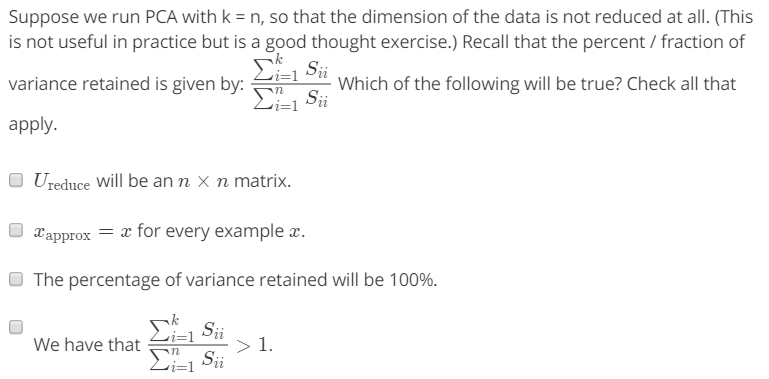 Suppose we run PCA with k = n, so that the dimension of the data is not reduced at all. (This
is not useful in practice but is a good thought exercise.) Recall that the percent / fraction of
variance retained is given by: \frac{\sum_{i=1}^{k} S_{ii}}{\sum_{i=1}^{n} S_{ii}} Which of the following will be true? Check all that
apply.
U_{reduce} will be an n × n matrix.
x_{approx} = x for every example x.
The percentage of variance retained will be 100%.
We have that \frac{\sum_{i=1}^{k} S_{ii}}{\sum_{i=1}^{n} S_{ii}} > 1.